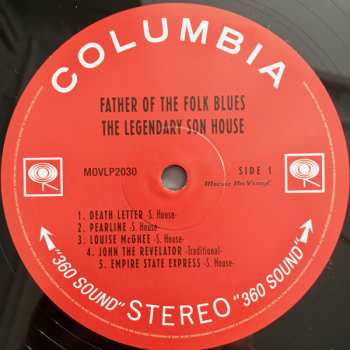 COLUMBIA
FATHER OF THE FOLK BLUES
THE LEGENDARY SON HOUSE
MOVLP2030
SIDE 1
Music On Vinyl
1. DEATH LETTER -S. House-
2. PEARLINE -S. House-
3. LOUISE McGHEE -S. House-
4. JOHN THE REVELATOR -Traditional-
5. EMPIRE STATE EXPRESS -S. House-
"360 SOUND" STEREO "360 SOUND"